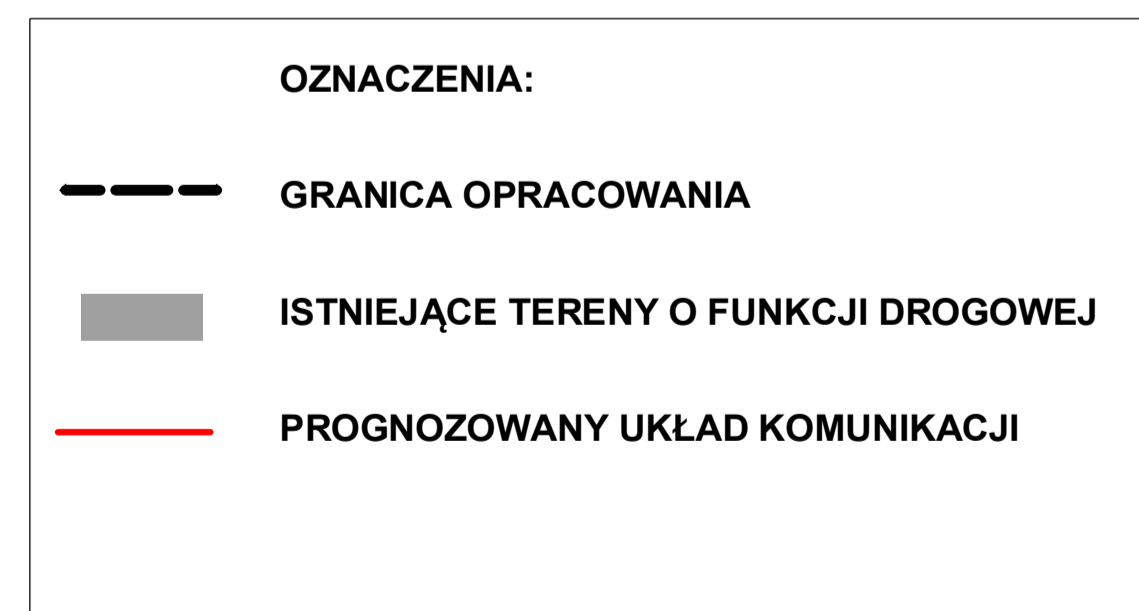 OZNACZENIA:
GRANICA OPRACOWANIA
ISTNIEJĄCE TERENY O FUNKCJI DROGOWEJ
PROGNOZOWANY UKŁAD KOMUNIKACJI